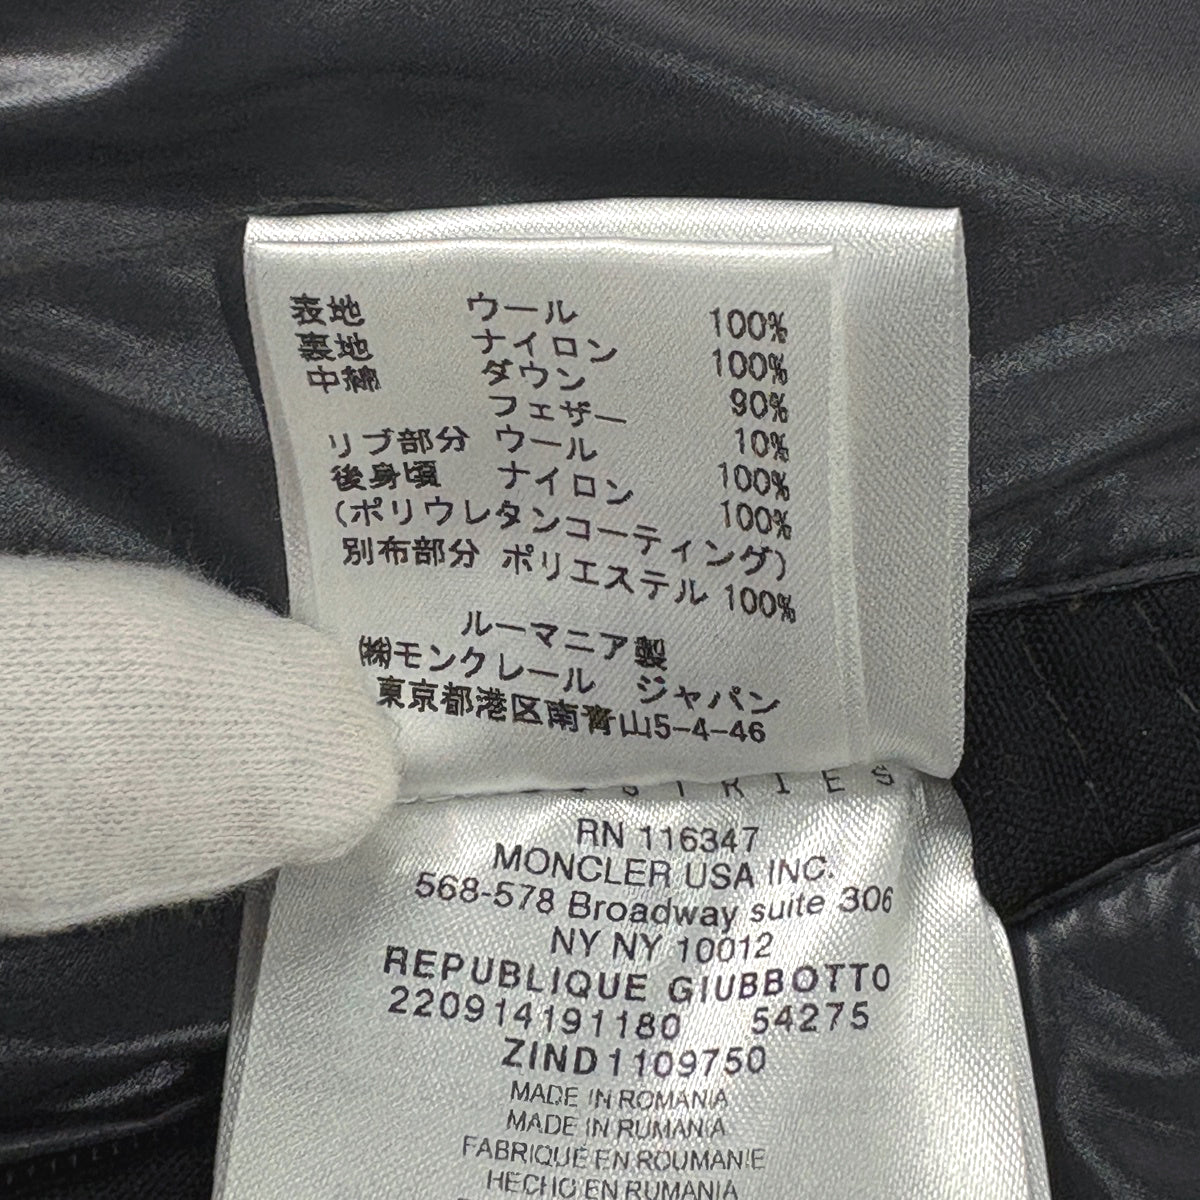 表地 ウール 100%
裏地 ナイロン 100%
中綿 ダウン 90%
フェザー 10%
リブ部分 ウール 100%
後身頃 ナイロン 100%
(ポリウレタンコーティング)
別布部分 ポリエステル 100%
ルーマニア製
㈱モンクレール ジャパン
東京都港区南青山5-4-46
STRIES
RN 116347
MONCLER USA INC.
568-578 Broadway suite 306
NY NY 10012
REPUBLIQUE GIUBBOTTO
220914191180 54275
ZIND1109750
MADE IN ROMANIA
MADE IN RUMANIA
FABRIQUÉ EN ROUMANIE
HECHO EN RUMANIA